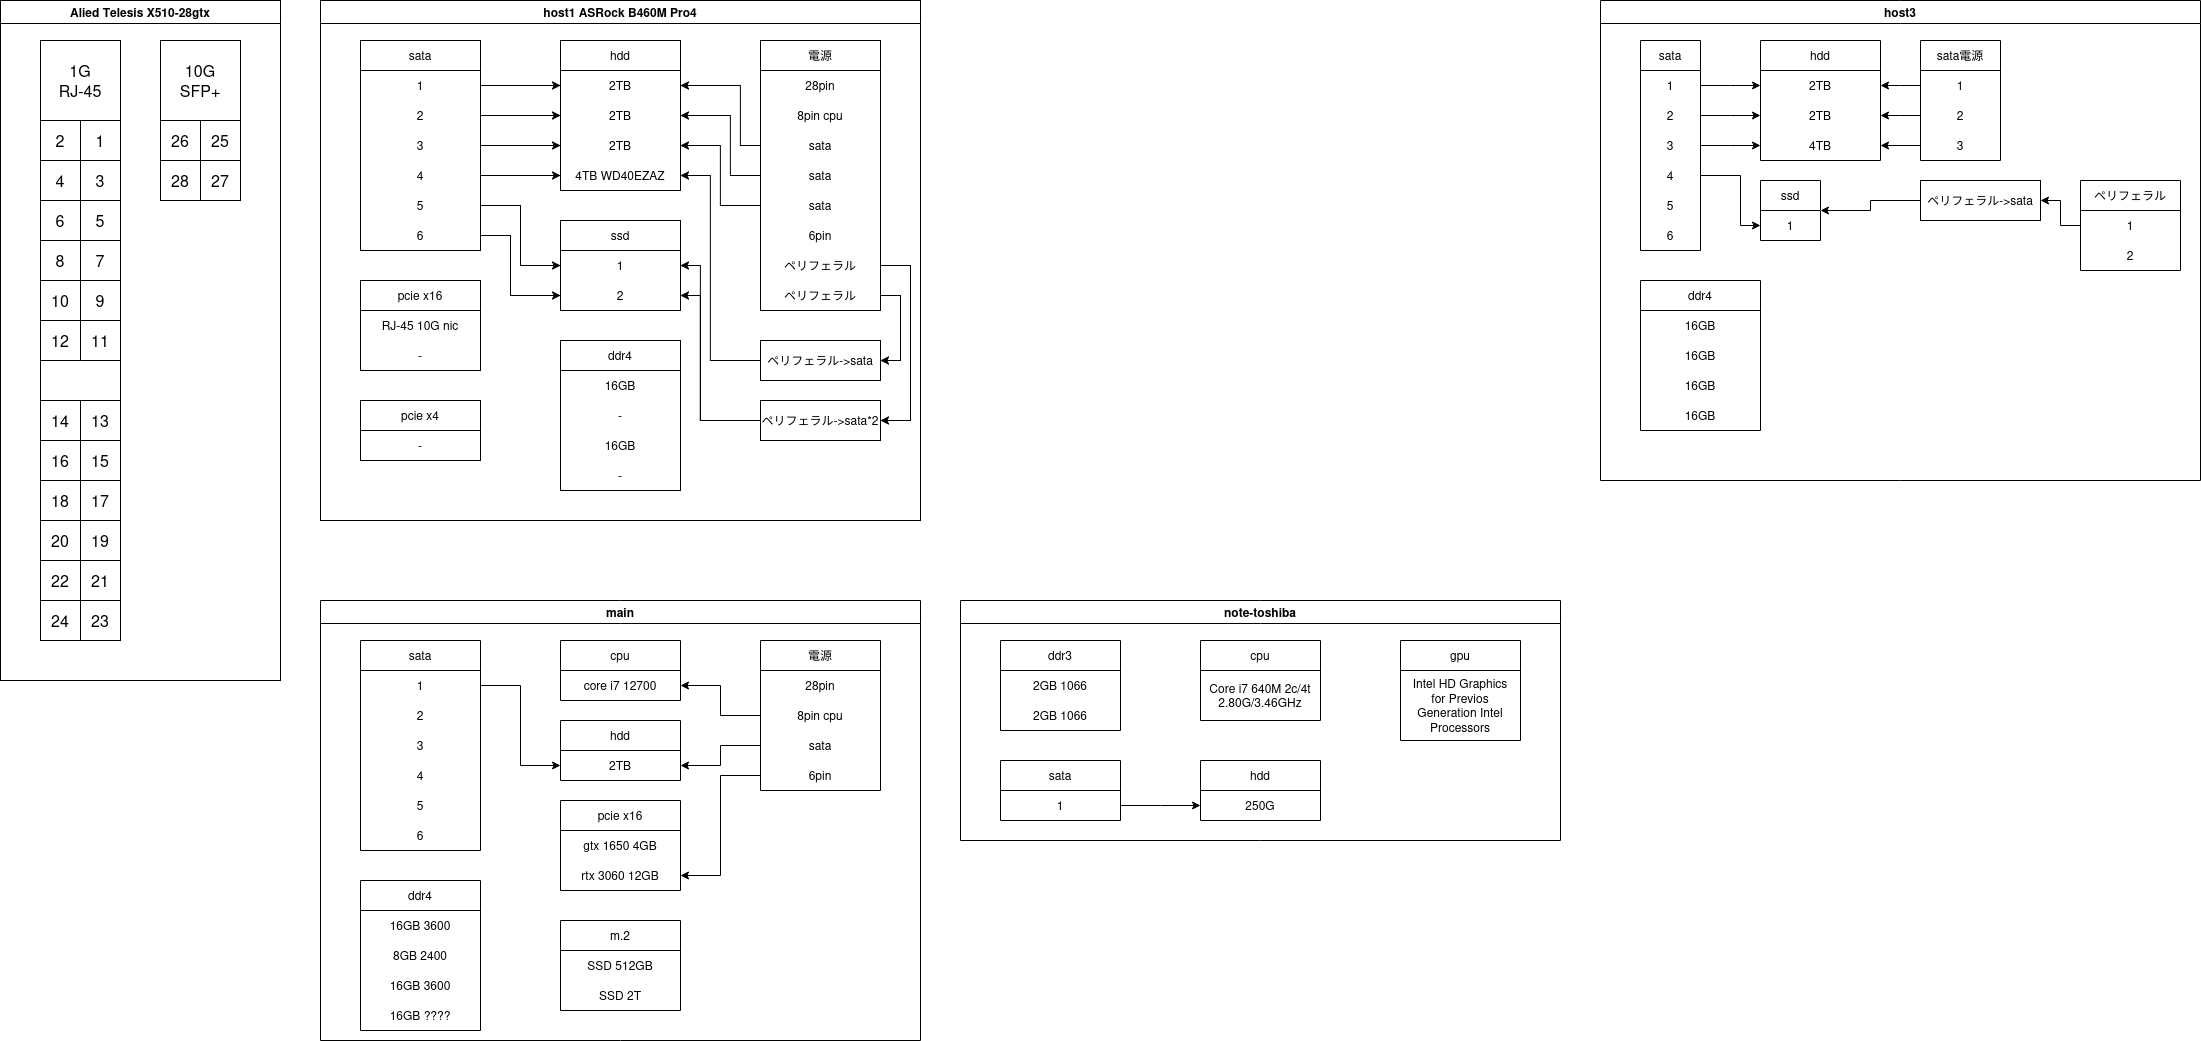 Alied Telesis X510-28gtx
1G
RJ-45
2 1
4 3
6 5
8 7
10 9
12 11
14 13
16 15
18 17
20 19
22 21
24 23
10G
SFP+
26 25
28 27
host1 ASRock B460M Pro4
sata
1
2
3
4
5
6
pcie x16
RJ-45 10G nic
-
pcie x4
-
hdd
2TB
2TB
2TB
4TB WD40EZAZ
ssd
1
2
ddr4
16GB
-
16GB
-
電源
28pin
8pin cpu
sata
sata
sata
6pin
ペリフェラル
ペリフェラル
ペリフェラル->sata
ペリフェラル->sata*2
host3
sata
1
2
3
4
5
6
hdd
2TB
2TB
4TB
sata電源
1
2
3
ssd
1
ペリフェラル->sata
ペリフェラル
1
2
ddr4
16GB
16GB
16GB
16GB
main
sata
1
2
3
4
5
6
ddr4
16GB 3600
8GB 2400
16GB 3600
16GB ????
cpu
core i7 12700
hdd
2TB
pcie x16
gtx 1650 4GB
rtx 3060 12GB
m.2
SSD 512GB
SSD 2T
電源
28pin
8pin cpu
sata
6pin
note-toshiba
ddr3
2GB 1066
2GB 1066
cpu
Core i7 640M 2c/4t
2.80G/3.46GHz
gpu
Intel HD Graphics
for Previos
Generation Intel
Processors
sata
1
hdd
250G